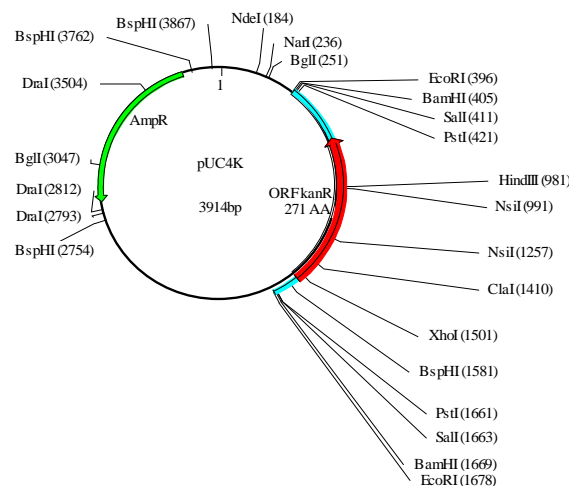 NdeI (184)
BspHI (3867)
BspHI (3762)
NarI (236)
BglI (251)
1
DraI (3504)
EcoRI (396)
BamHI (405)
SalI (411)
PstI (421)
AmpR
BglI (3047)
pUC4K
DraI (2812)
ORF kanR
HindIII (981)
3914bp
271 AA
DraI (2793)
NsiI (991)
BspHI (2754)
NsiI (1257)
ClaI (1410)
XhoI (1501)
BspHI (1581)
PstI (1661)
SalI (1663)
BamHI (1669)
EcoRI (1678)